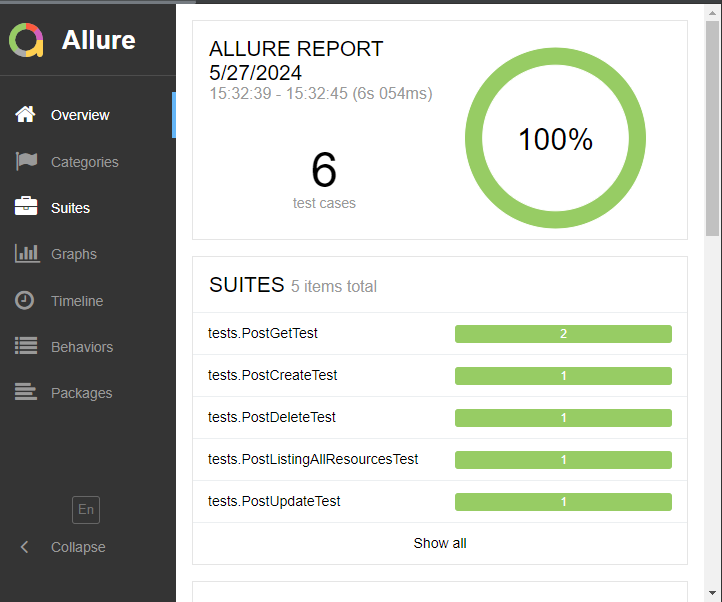 Allure
Overview
Categories
Suites
Graphs
Timeline
Behaviors
Packages
En
Collapse
ALLURE REPORT
5/27/2024
15:32:39 - 15:32:45 (6s 054ms)
6
test cases
100%
SUITES 5 items total
tests.PostGetTest 2
tests.PostCreateTest 1
tests.PostDeleteTest 1
tests.PostListingAllResourcesTest 1
tests.PostUpdateTest 1
Show all